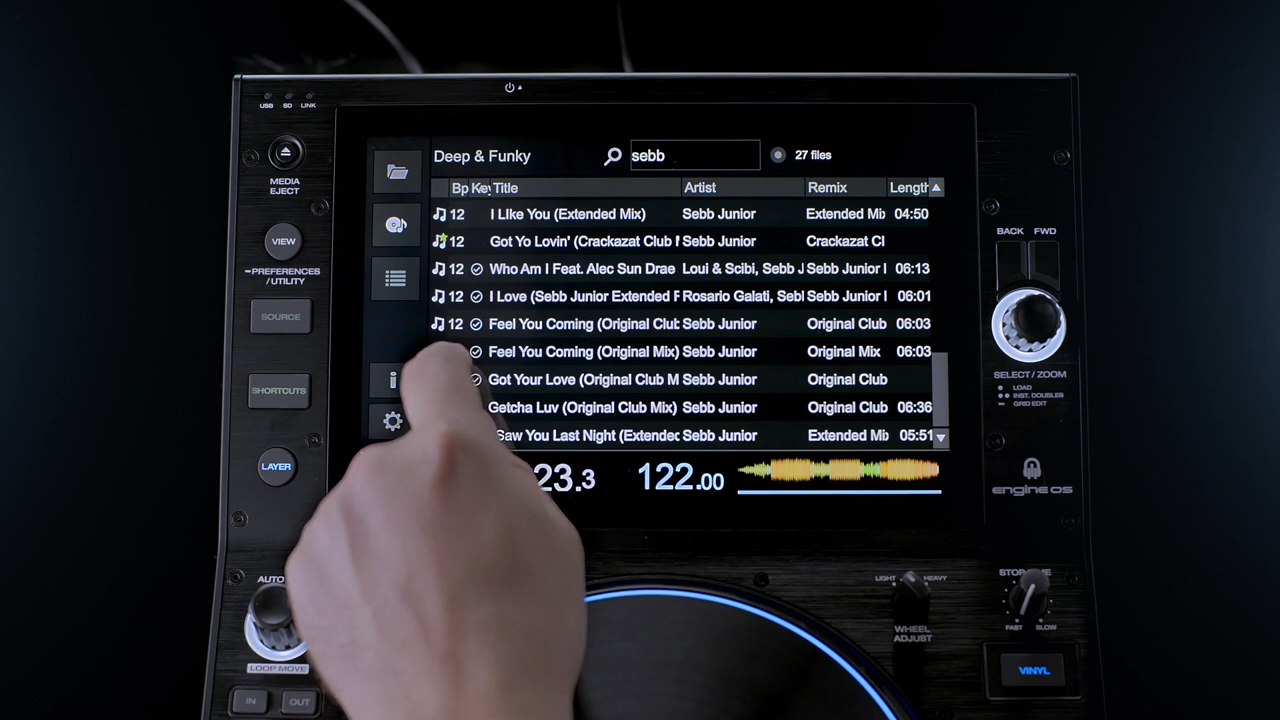 USB SD LINK
MEDIA
EJECT
VIEW
PREFERENCES
/UTILITY
SOURCE
SHORTCUTS
LAYER
AUTO
LOOP MOVE
IN OUT
Deep & Funky sebb 27 files
Bp Key Title Artist Remix Length
12 I LIke You (Extended Mix) Sebb Junior Extended Mix 04:50
12 Got Yo Lovin' (Crackazat Club Sebb Junior Crackazat Cl
12 Who Am I Feat. Alec Sun Drae Loui & Scibi, Sebb J Sebb Junior 06:13
12 I Love (Sebb Junior Extended Rosario Galati, Seb Sebb Junior 06:01
12 Feel You Coming (Original Club Sebb Junior Original Club 06:03
Feel You Coming (Original Mix) Sebb Junior Original Mix 06:03
Got Your Love (Original Club M Sebb Junior Original Club
Getcha Luv (Original Club Mix) Sebb Junior Original Club 06:36
Saw You Last Night (Extended Sebb Junior Extended Mix 05:51
23.3 122.00
BACK FWD
SELECT / ZOOM
LOAD
INST. DOUBLES
GRID EDIT
engine os
LIGHT HEAVY
WHEEL
ADJUST
STOP
FAST SLOW
VINYL